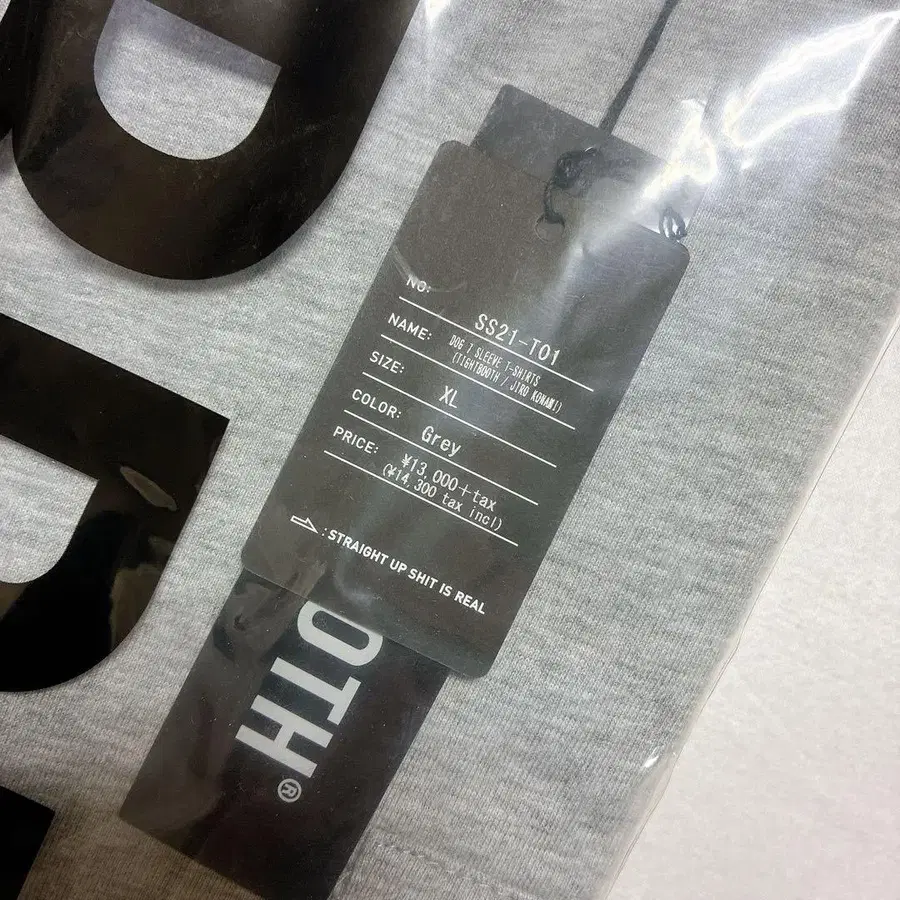 NO: SS21-T01
NAME: DOG 7 SLEEVE T-SHIRTS
(TIGHTBOOTH / JIRO KONAMI)
SIZE: XL
COLOR: Grey
PRICE: ¥13,000+tax
(¥14,300 tax incl)
: STRAIGHT UP SHIT IS REAL
OTH®